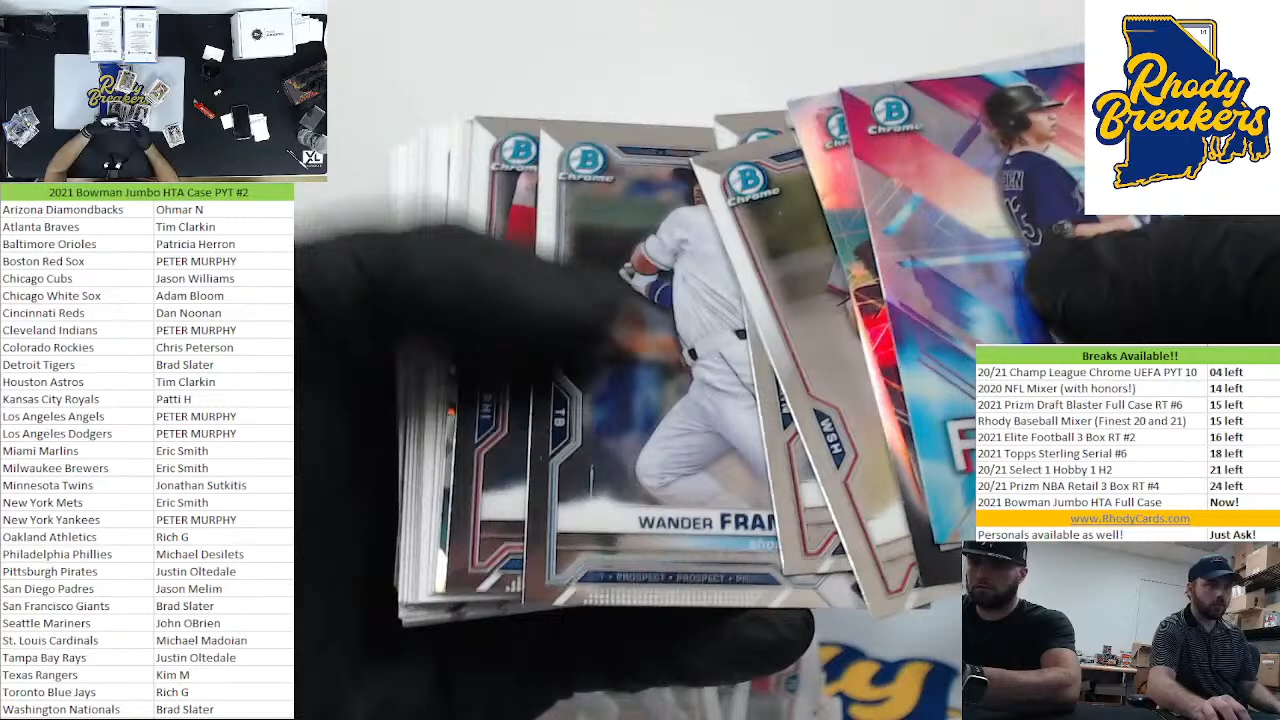 2021 Bowman Jumbo HTA Case PYT #2
Arizona Diamondbacks Ohmar N
Atlanta Braves Tim Clarkin
Baltimore Orioles Patricia Herron
Boston Red Sox PETER MURPHY
Chicago Cubs Jason Williams
Chicago White Sox Adam Bloom
Cincinnati Reds Dan Noonan
Cleveland Indians PETER MURPHY
Colorado Rockies Chris Peterson
Detroit Tigers Brad Slater
Houston Astros Tim Clarkin
Kansas City Royals Patti H
Los Angeles Angels PETER MURPHY
Los Angeles Dodgers PETER MURPHY
Miami Marlins Eric Smith
Milwaukee Brewers Eric Smith
Minnesota Twins Jonathan Sutkitis
New York Mets Eric Smith
New York Yankees PETER MURPHY
Oakland Athletics Rich G
Philadelphia Phillies Michael Desilets
Pittsburgh Pirates Justin Oltedale
San Diego Padres Jason Melim
San Francisco Giants Brad Slater
Seattle Mariners John OBrien
St. Louis Cardinals Michael Madoian
Tampa Bay Rays Justin Oltedale
Texas Rangers Kim M
Toronto Blue Jays Rich G
Washington Nationals Brad Slater
B
Chrome
B
Chrome
B
Chrome
B
Chrome
TB
WSH
WANDER FRAN
PROSPECT • PROSPECT
Rhody
Breakers
Breaks Available!!
20/21 Champ League Chrome UEFA PYT 10 04 left
2020 NFL Mixer (with honors!) 14 left
2021 Prizm Draft Blaster Full Case RT #6 15 left
Rhody Baseball Mixer (Finest 20 and 21) 15 left
2021 Elite Football 3 Box RT #2 16 left
2021 Topps Sterling Serial #6 18 left
20/21 Select 1 Hobby 1 H2 21 left
20/21 Prizm NBA Retail 3 Box RT #4 24 left
2021 Bowman Jumbo HTA Full Case Now!
www.RhodyCards.com
Personals available as well! Just Ask!
XL